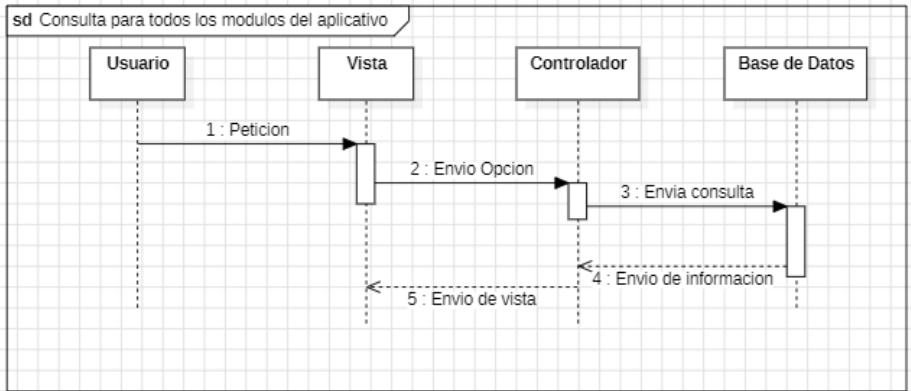 sd Consulta para todos los modulos del aplicativo
Usuario
Vista
Controlador
Base de Datos
1 : Peticion
2 : Envio Opcion
3 : Envia consulta
4 : Envio de informacion
5 : Envio de vista